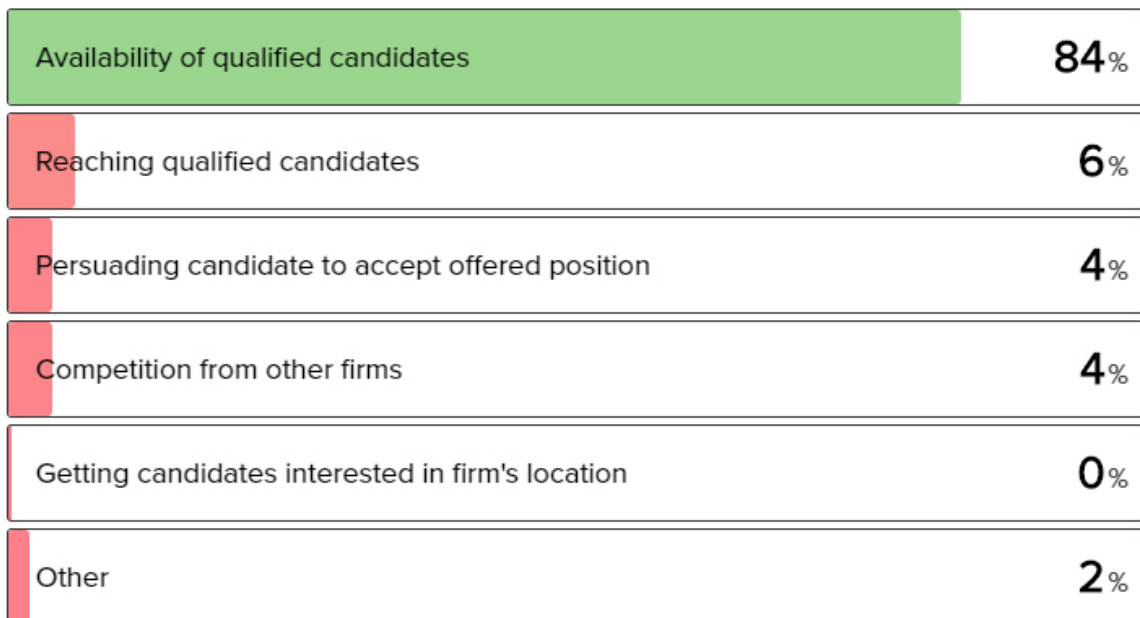 Availability of qualified candidates 84%
Reaching qualified candidates 6%
Persuading candidate to accept offered position 4%
Competition from other firms 4%
Getting candidates interested in firm's location 0%
Other 2%